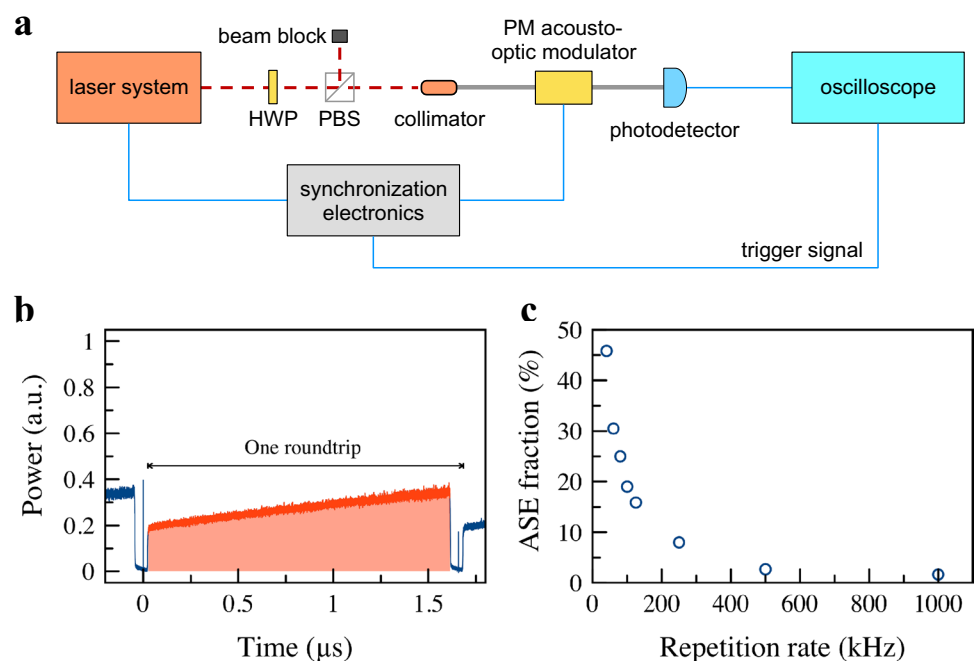 a
beam block
PM acousto-
optic modulator
laser system
oscilloscope
HWP
PBS
collimator
photodetector
synchronization
electronics
trigger signal
b
Power (a.u.)
1
0.8
0.6
0.4
0.2
0
One roundtrip
0
0.5
1
1.5
Time (µs)
c
ASE fraction (%)
50
40
30
20
10
0
0
200
400
600
800
1000
Repetition rate (kHz)